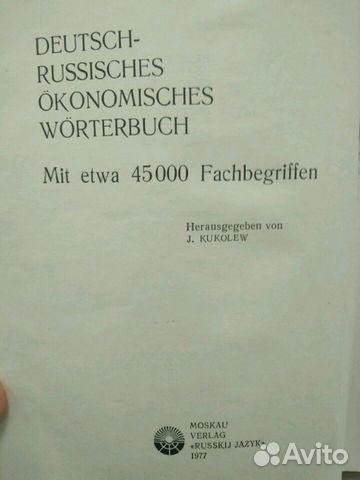 DEUTSCH-
RUSSISCHES
ÖKONOMISCHES
WÖRTERBUCH
Mit etwa 45000 Fachbegriffen
Herausgegeben von
J. KUKOLEW
MOSKAU
VERLAG
«RUSSKIJ JAZYK»
1977
Avito